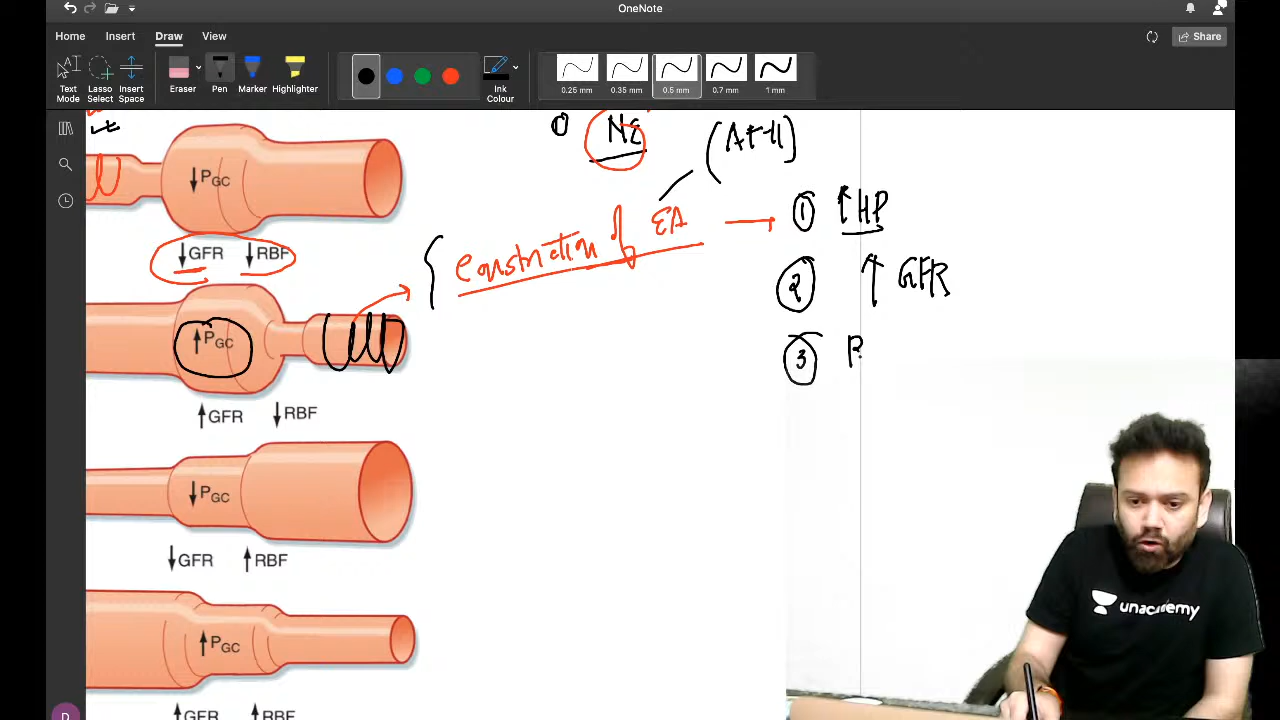 OneNote
Home Insert Draw View
Share
Text Mode
Lasso Select
Insert Space
Eraser
Pen
Marker
Highlighter
Ink Colour
0.25 mm
0.35 mm
0.5 mm
0.7 mm
1 mm
NE
↓PGC
↓GFR ↓RBF
Constriction of EA →
① ↑HP
② ↑ GFR
③
↑PGC
↑GFR ↓RBF
↓PGC
↓GFR ↑RBF
↑PGC
↑GFR ↑RBF
unacademy
D